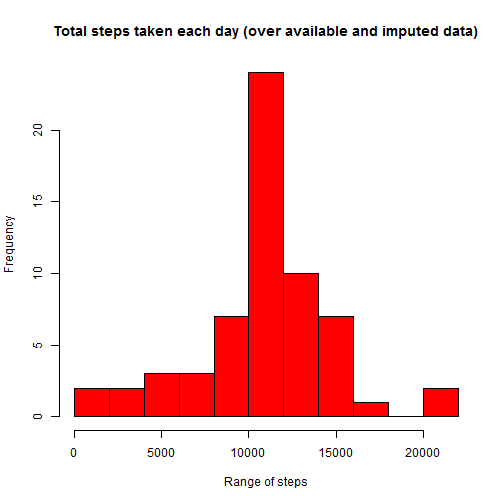 Total steps taken each day (over available and imputed data)
Frequency
20
15
10
5
0
0 5000 10000 15000 20000
Range of steps